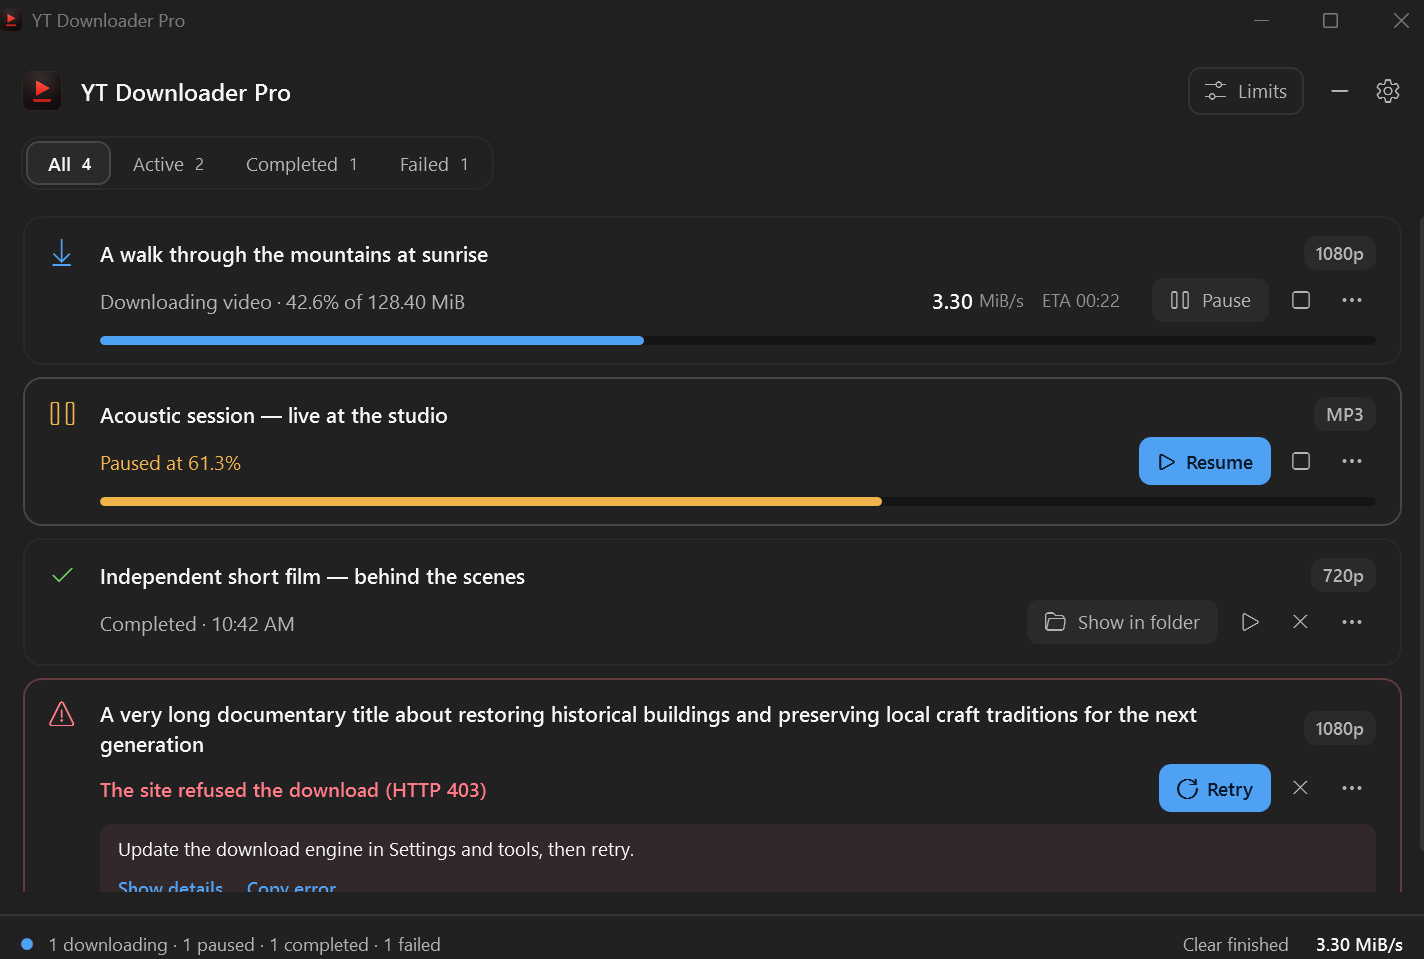 YT Downloader Pro
YT Downloader Pro
Limits
All 4 Active 2 Completed 1 Failed 1
A walk through the mountains at sunrise
1080p
Downloading video · 42.6% of 128.40 MiB
3.30 MiB/s ETA 00:22 Pause
Acoustic session — live at the studio
MP3
Paused at 61.3%
Resume
Independent short film — behind the scenes
720p
Completed · 10:42 AM
Show in folder
A very long documentary title about restoring historical buildings and preserving local craft traditions for the next
generation
1080p
The site refused the download (HTTP 403)
Retry
Update the download engine in Settings and tools, then retry.
Show details Copy error
1 downloading · 1 paused · 1 completed · 1 failed
Clear finished 3.30 MiB/s